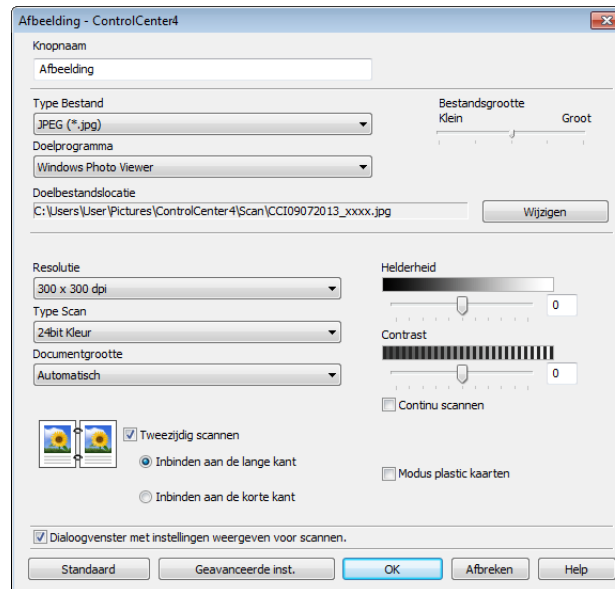 Afbeelding - ControlCenter4
Knopnaam
Afbeelding
Type Bestand
JPEG (*.jpg)
Bestandsgrootte
Klein Groot
Doelprogramma
Windows Photo Viewer
Doelbestandslocatie
C:\Users\User\Pictures\ControlCenter4\Scan\CCI09072013_xxxx.jpg
Wijzigen
Resolutie
300 x 300 dpi
Type Scan
24bit Kleur
Documentgrootte
Automatisch
Helderheid
0
Contrast
0
Continu scannen
Tweezijdig scannen
Inbinden aan de lange kant
Inbinden aan de korte kant
Modus plastic kaarten
Dialoogvenster met instellingen weergeven voor scannen.
Standaard Geavanceerde inst. OK Afbreken Help